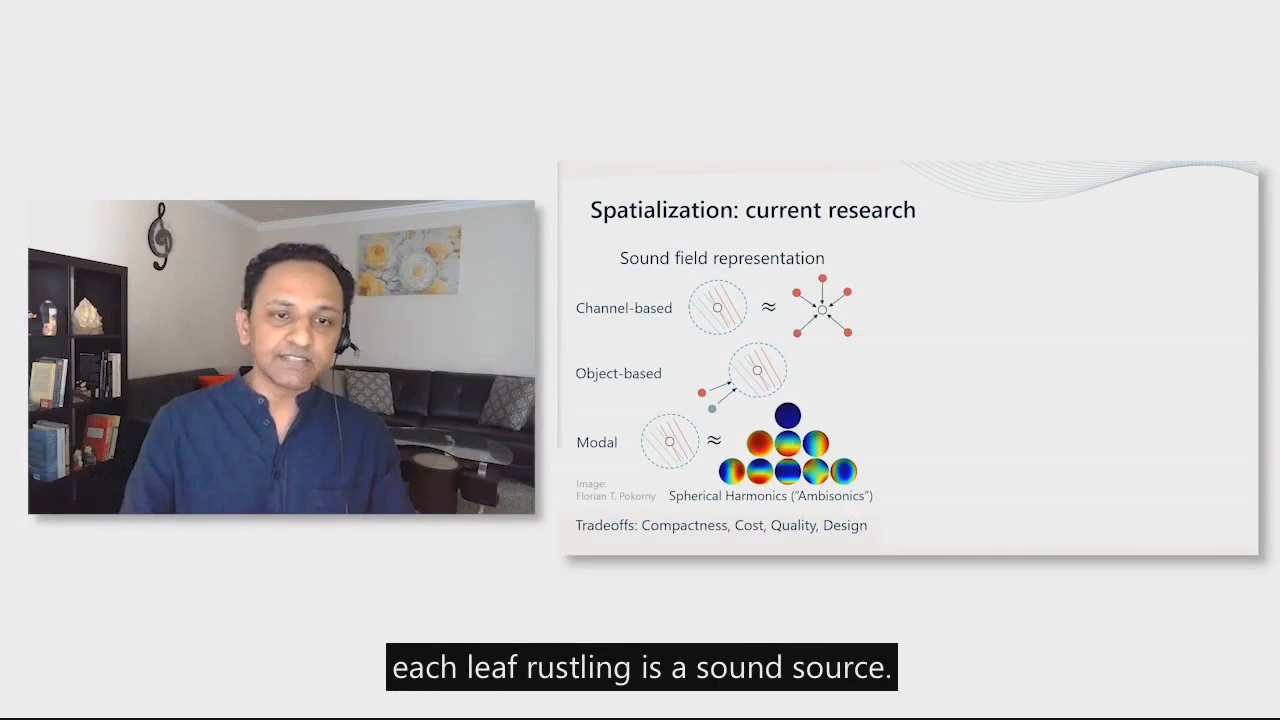 Spatialization: current research
Sound field representation
Channel-based
≈
Object-based
Modal
≈
Image:
Florian T. Pokorny
Spherical Harmonics ("Ambisonics")
Tradeoffs: Compactness, Cost, Quality, Design
each leaf rustling is a sound source.